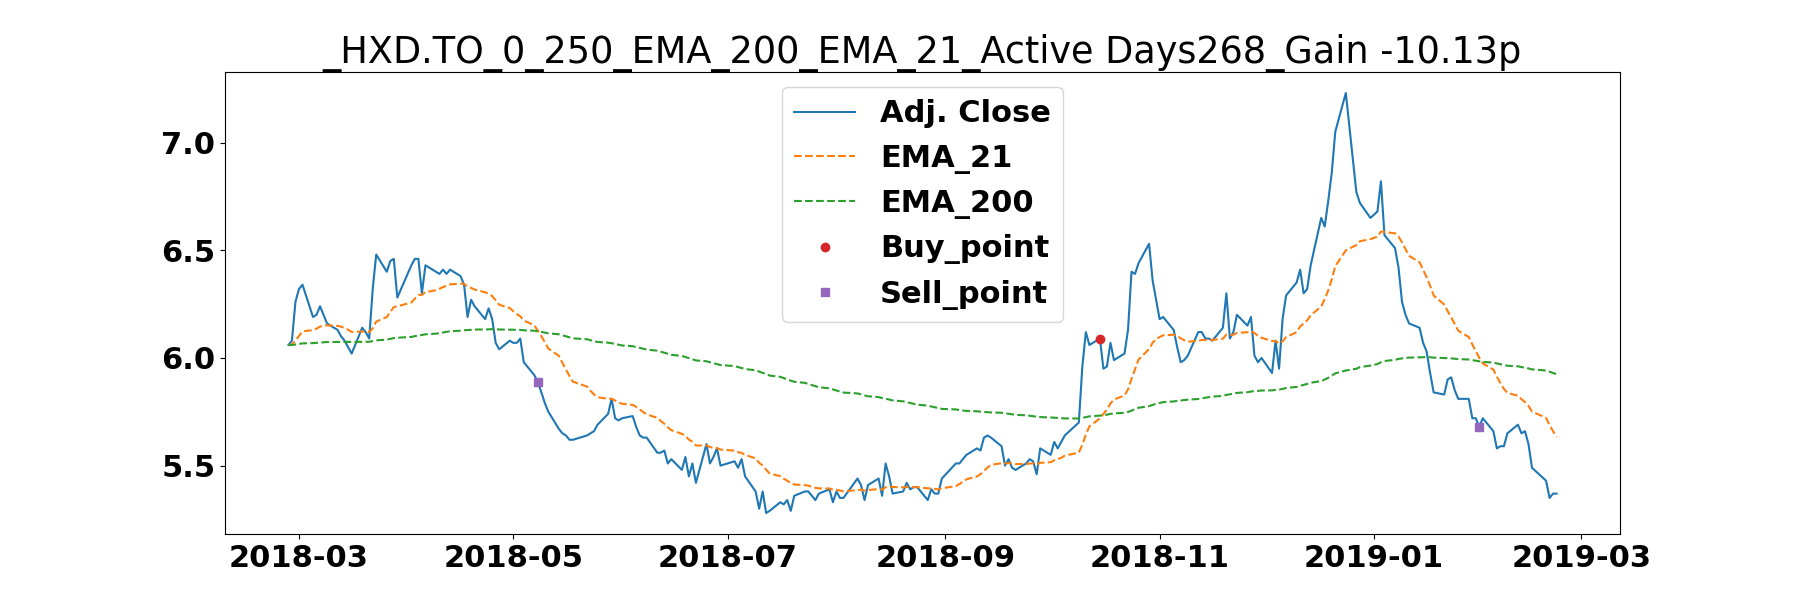 _HXD.TO_0_250_EMA_200_EMA_21_Active Days268_Gain -10.13p
Adj. Close
EMA_21
EMA_200
Buy_point
Sell_point
7.0
6.5
6.0
5.5
2018-03 2018-05 2018-07 2018-09 2018-11 2019-01 2019-03